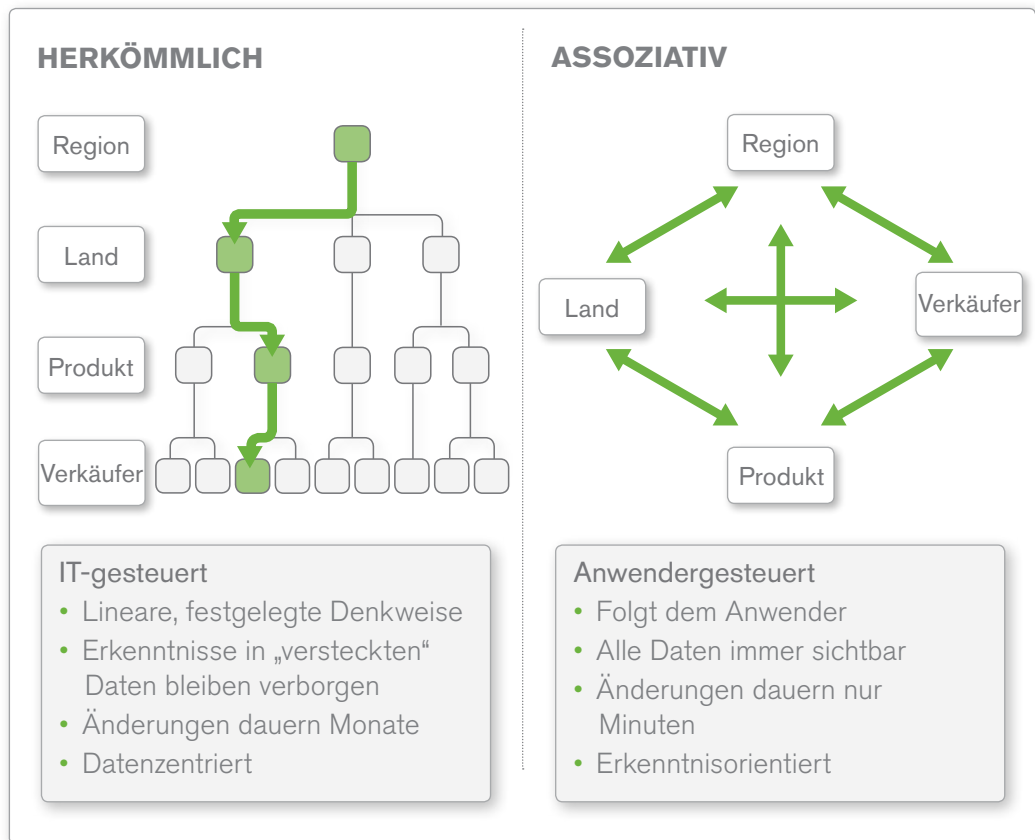 HERKÖMMLICH
Region
Land
Produkt
Verkäufer
IT-gesteuert
• Lineare, festgelegte Denkweise
• Erkenntnisse in „versteckten“
Daten bleiben verborgen
• Änderungen dauern Monate
• Datenzentriert
ASSOZIATIV
Region
Land
Verkäufer
Produkt
Anwendergesteuert
• Folgt dem Anwender
• Alle Daten immer sichtbar
• Änderungen dauern nur
Minuten
• Erkenntnisorientiert